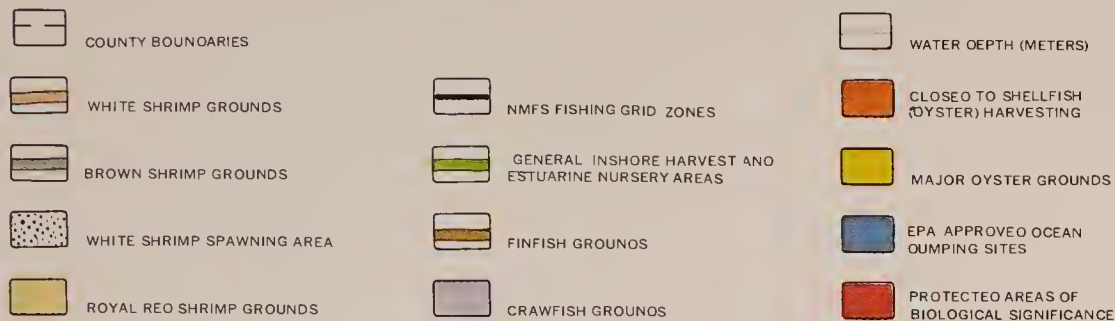 COUNTY BOUNOARIES
WHITE SHRIMP GROUNDS
BROWN SHRIMP GROUNDS
WHITE SHRIMP SPAWNING AREA
ROYAL REO SHRIMP GROUNDS
NMFS FISHING GRID ZONES
GENERAL INSHORE HARVEST ANO
ESTUARINE NURSERY AREAS
FINFISH GROUNOS
CRAWFISH GROUNOS
WATER OEPTH (METERS)
CLOSEO TO SHELLFISH
(OYSTER) HARVESTING
MAJOR OYSTER GROUNDS
EPA APPROVEO OCEAN
OUMPING SITES
PROTECTEO AREAS OF
BIOLOGICAL SIGNIFICANCE